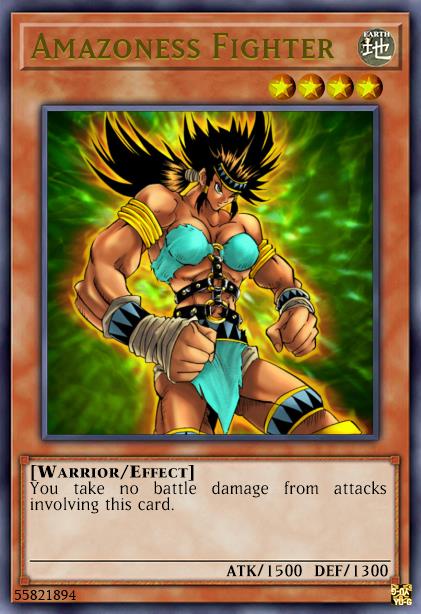 Amazoness Fighter
EARTH
地
[Warrior/Effect]
You take no battle damage from attacks
involving this card.
ATK/1500 DEF/1300
55821894